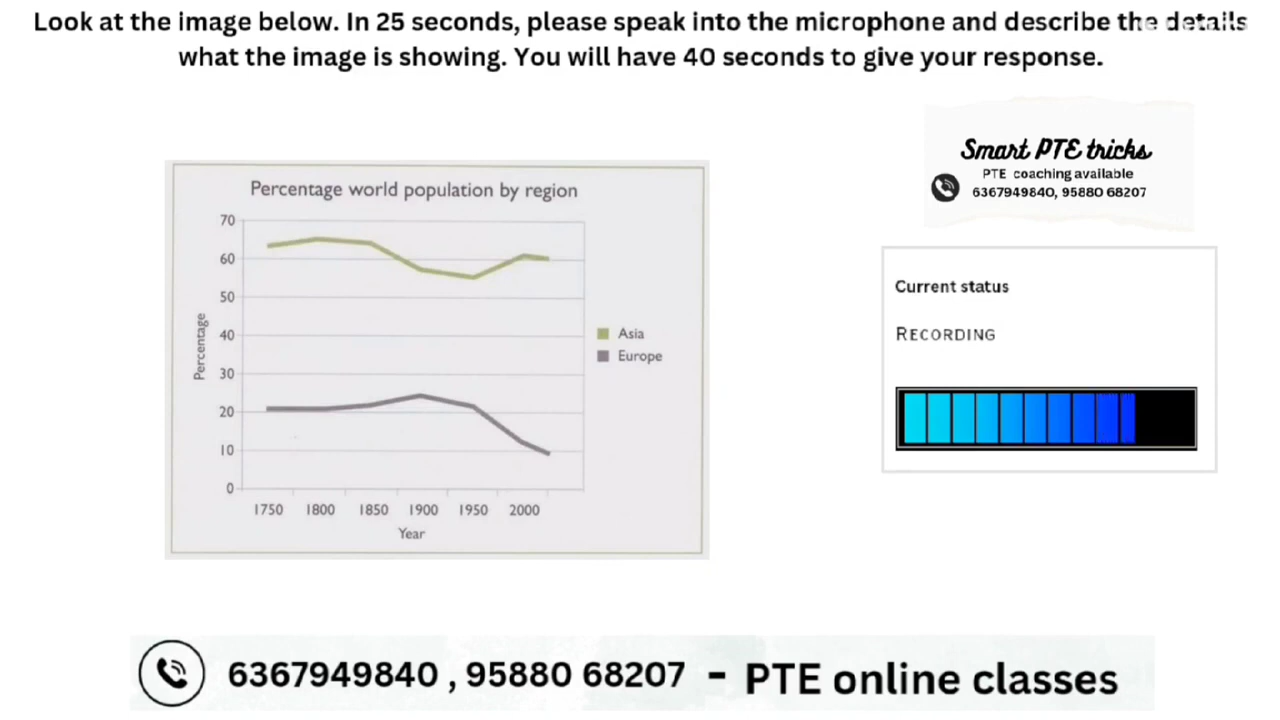 Look at the image below. In 25 seconds, please speak into the microphone and describe the details
what the image is showing. You will have 40 seconds to give your response.
Smart PTE tricks
PTE coaching available
6367949840, 95880 68207
Percentage world population by region
70
60
50
40
30
20
10
0
Percentage
1750 1800 1850 1900 1950 2000
Year
Asia
Europe
Current status
RECORDING
6367949840 , 95880 68207 - PTE online classes